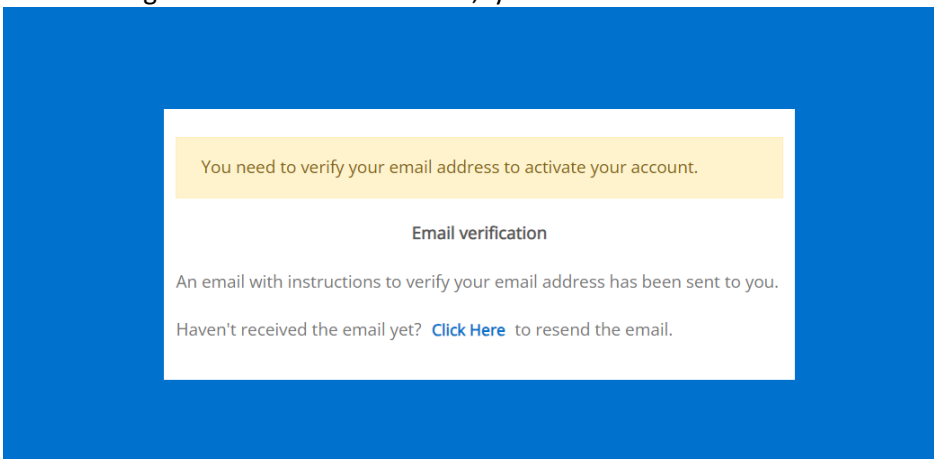 You need to verify your email address to activate your account.
Email verification
An email with instructions to verify your email address has been sent to you.
Haven't received the email yet? Click Here to resend the email.